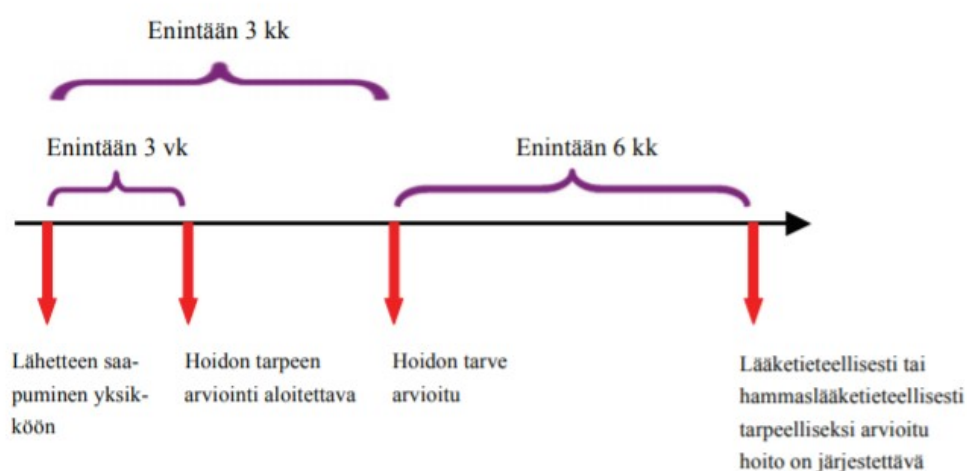 Enintään 3 kk
Enintään 3 vk
Enintään 6 kk
Lähetteen saa-
puminen yksik-
köön
Hoidon tarpeen
arviointi aloitettava
Hoidon tarve
arvioitu
Lääketieteellisesti tai
hammaslääketieteellisesti
tarpeelliseksi arvioitu
hoito on järjestettävä